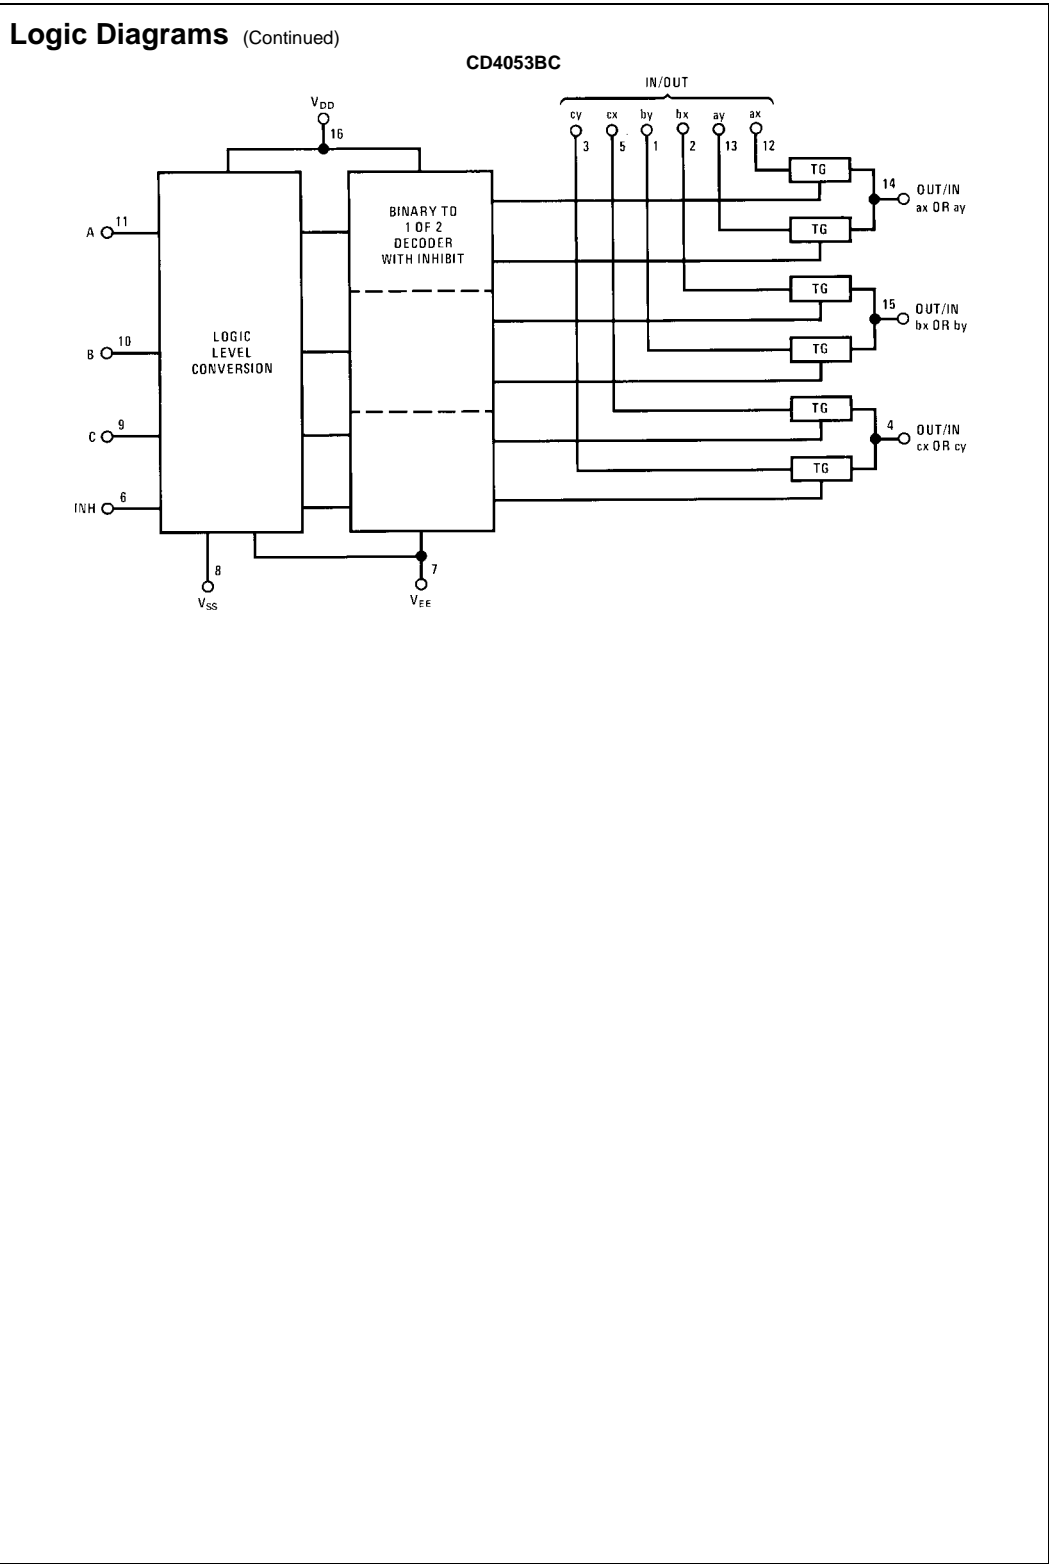 Logic Diagrams (Continued)
CD4053BC
IN/OUT
VDD
16
cy cx by bx ay ax
3 5 1 2 13 12
TG
14
OUT/IN
ax OR ay
A 11
BINARY TO
1 OF 2
DECODER
WITH INHIBIT
TG
TG
15
OUT/IN
bx OR by
B 10
LOGIC
LEVEL
CONVERSION
TG
TG
C 9
4
OUT/IN
cx OR cy
TG
INH 6
8
VSS
7
VEE